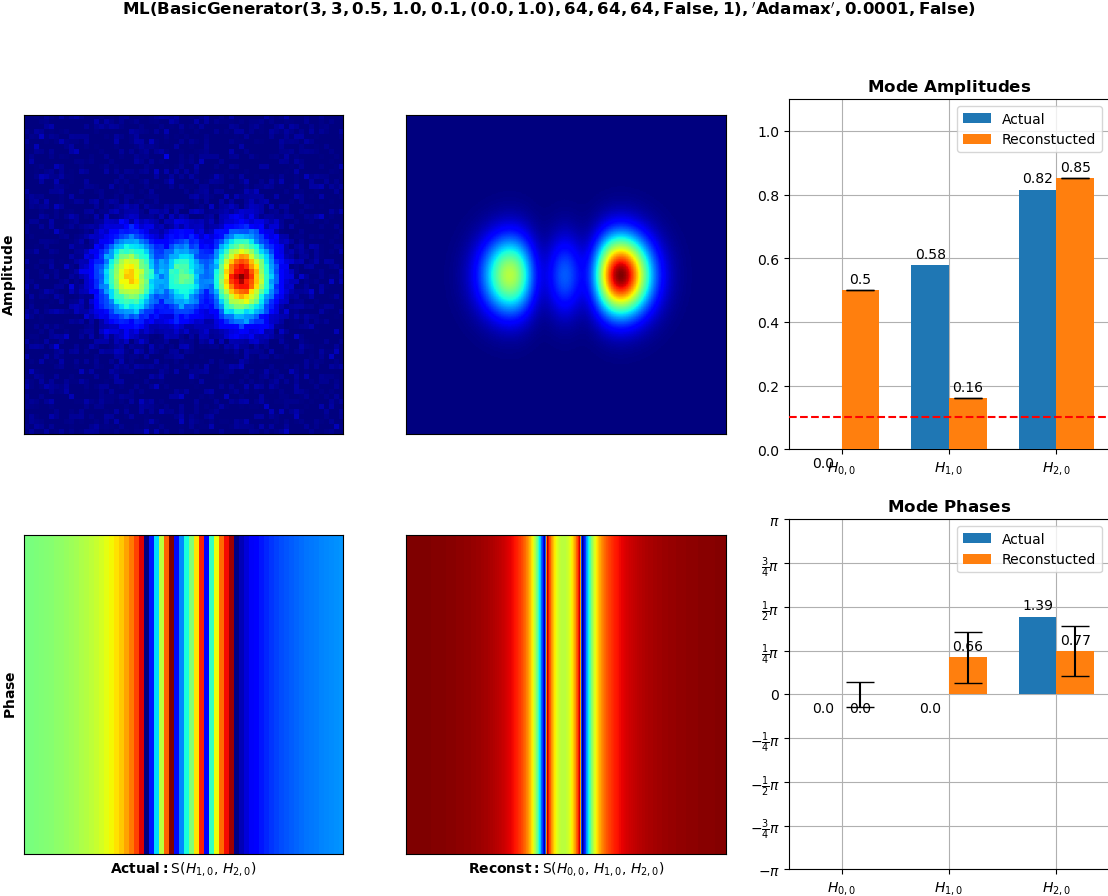 ML(BasicGenerator(3, 3, 0.5, 1.0, 0.1, (0.0, 1.0), 64, 64, 64, False, 1), ′Adamax′, 0.0001, False)
Amplitude
Mode Amplitudes
Actual
Reconstucted
1.0
0.8
0.6
0.4
0.2
0.0
0.0
0.5
0.58
0.16
0.82
0.85
H0,0
H1,0
H2,0
Phase
Actual: S(H1,0, H2,0)
Reconst: S(H0,0, H1,0, H2,0)
Mode Phases
Actual
Reconstucted
π
3/4π
1/2π
1/4π
0
−1/4π
−1/2π
−3/4π
−π
0.0
0.0
0.0
0.66
1.39
0.77
H0,0
H1,0
H2,0